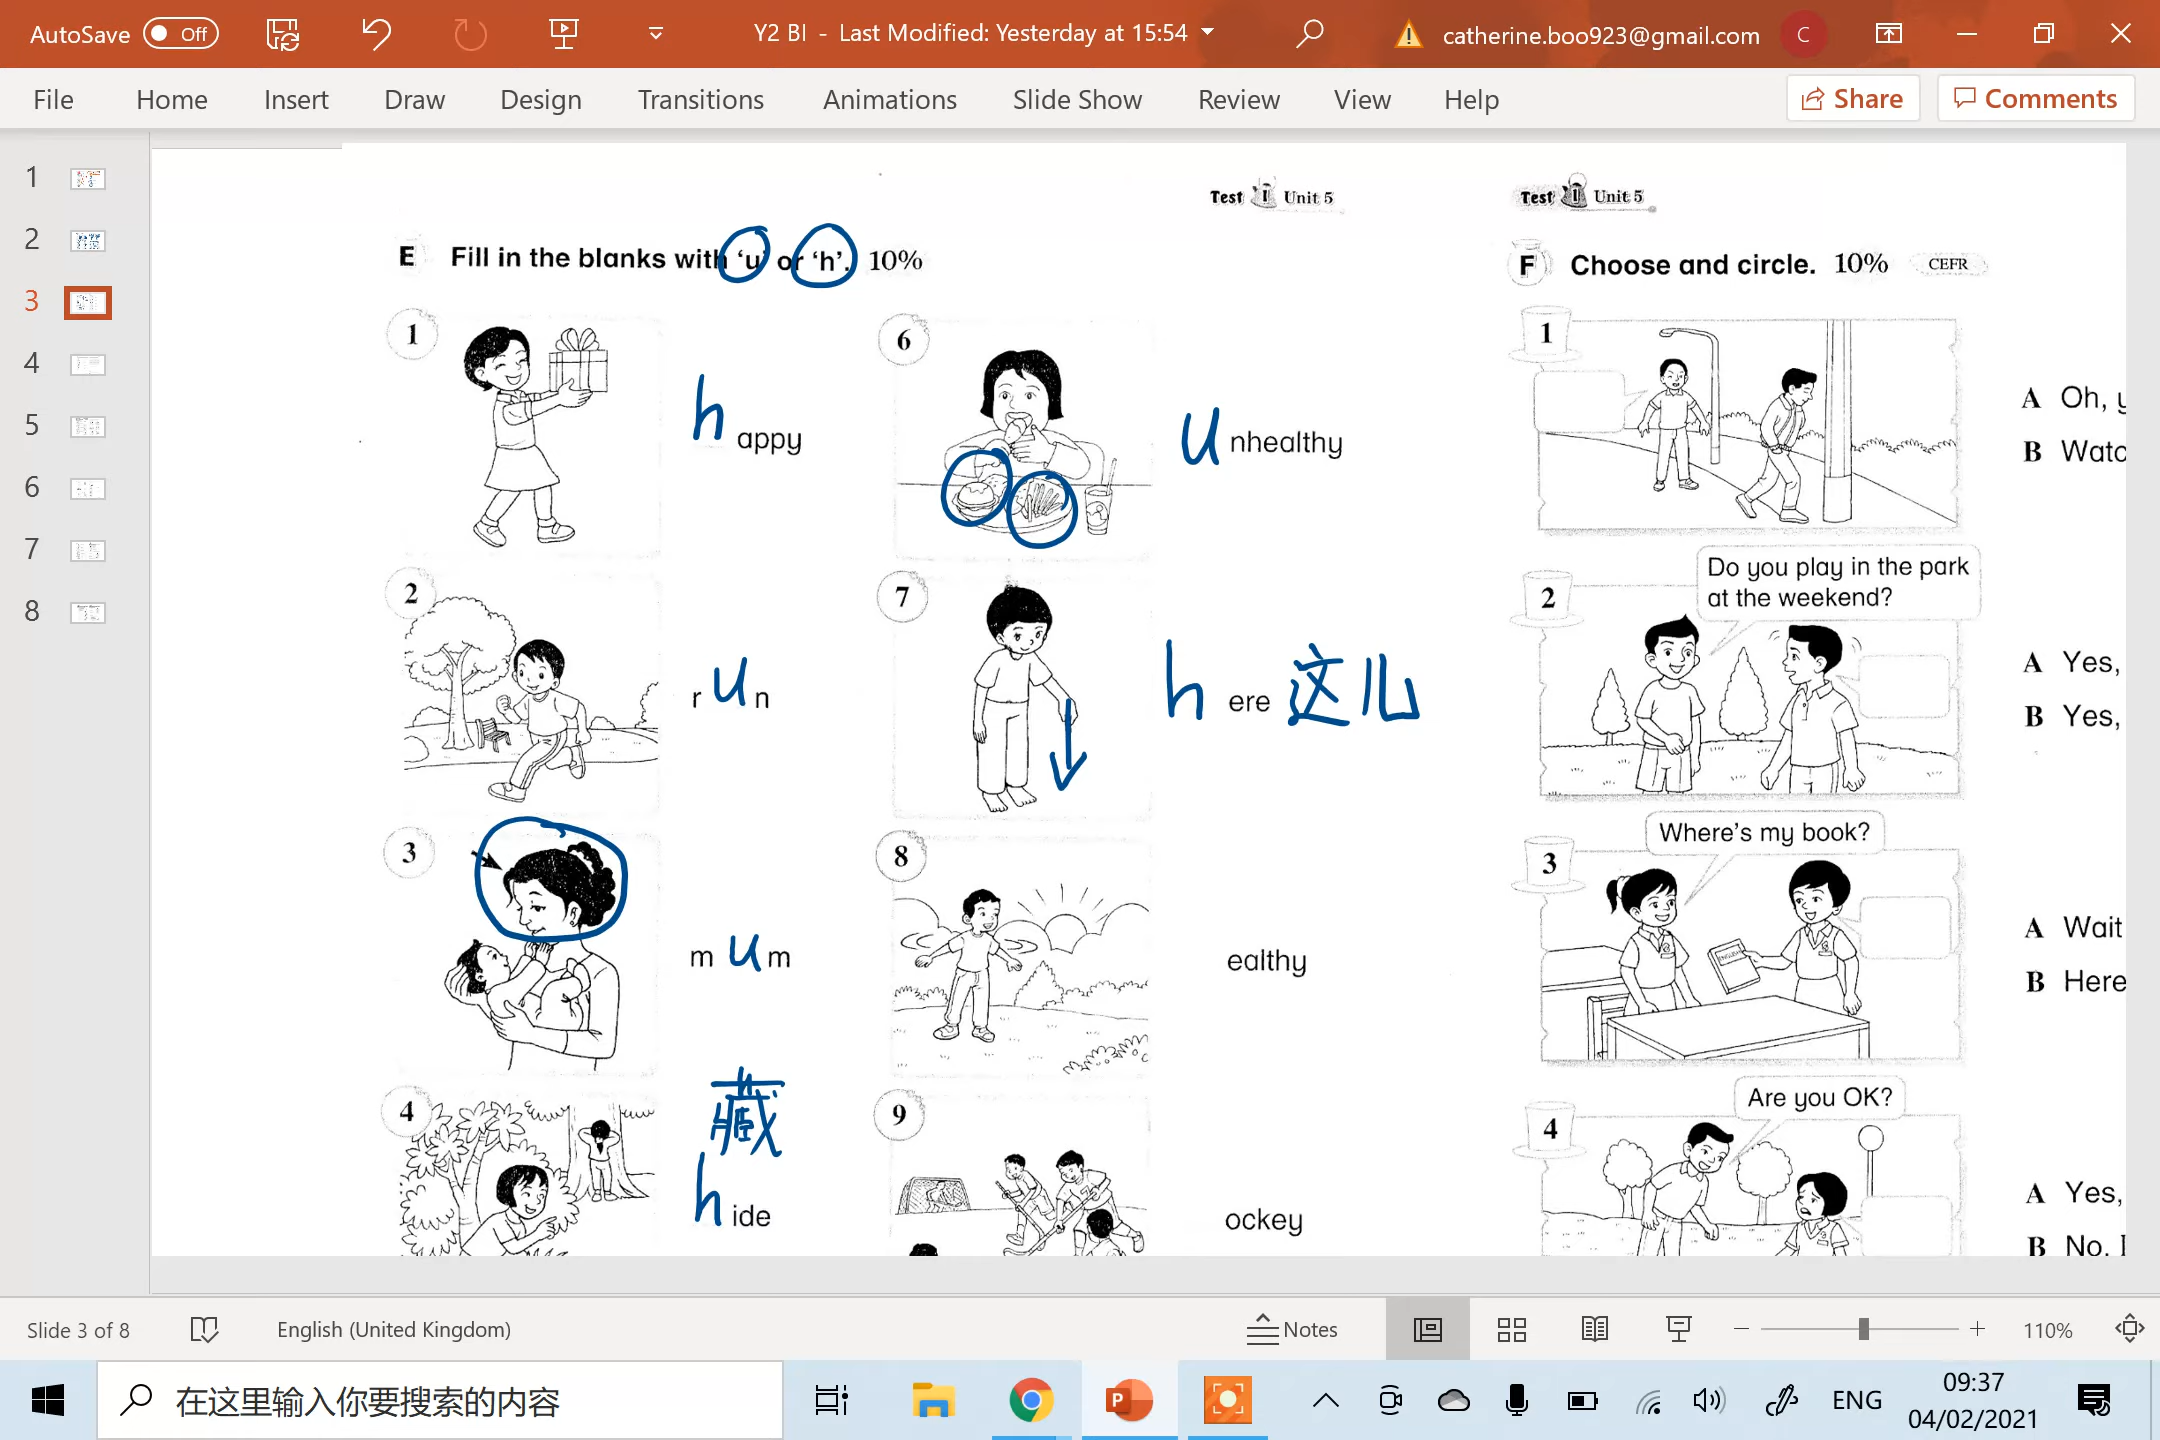 AutoSave Off
Y2 BI - Last Modified: Yesterday at 15:54
catherine.boo923@gmail.com C
File Home Insert Draw Design Transitions Animations Slide Show Review View Help Share Comments
1
2
3
4
5
6
7
8
Test 1 Unit 5
E Fill in the blanks with 'u' or 'h'. 10%
1 h appy
2 r u n
3 m u m
4 藏
h ide
6 u nhealthy
7 h ere 这儿
8 ealthy
9 ockey
Test 1 Unit 5
F Choose and circle. 10% CEFR
1
A Oh, y
B Watc
2 Do you play in the park
at the weekend?
A Yes,
B Yes,
3 Where's my book?
ENGLISH
A Wait
B Here
4 Are you OK?
A Yes,
B No. I
Slide 3 of 8 English (United Kingdom) Notes 110%
在这里输入你要搜索的内容
P
ENG
09:37
04/02/2021